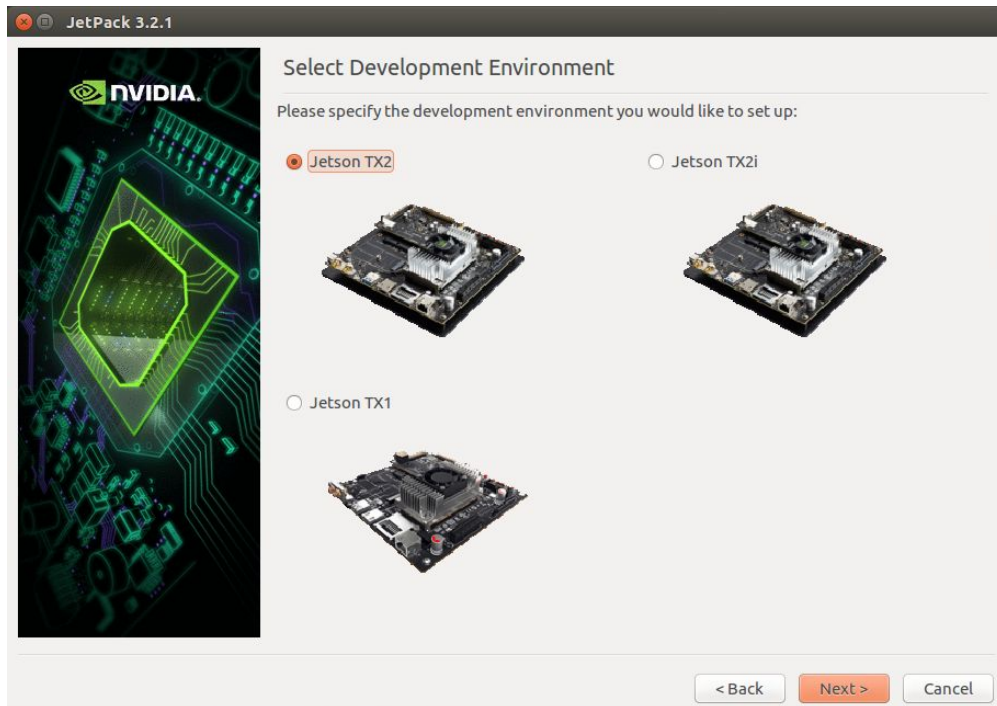 JetPack 3.2.1
NVIDIA.
Select Development Environment
Please specify the development environment you would like to set up:
Jetson TX2
Jetson TX2i
Jetson TX1
< Back
Next >
Cancel